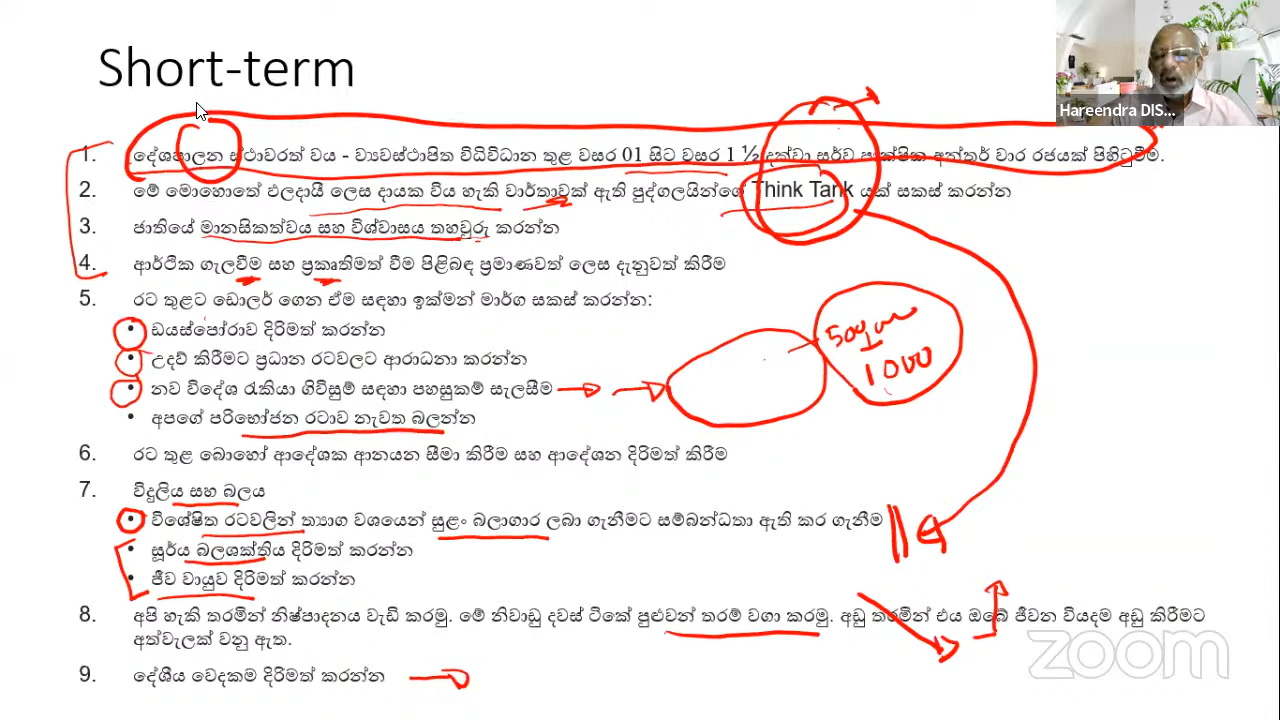 Short-term
Hareendra DIS...
1. දේශපාලන ස්ථාවරත් වය - ව්‍යවස්ථාපිත විධිවිධාන තුළ වසර 01 සිට වසර 1 ½ දක්වා සර්ව පාක්ෂික අන්තර් වාර රජයක් පිහිටුවීම.
2. මේ මොහොතේ ඵලදායී ලෙස දායක විය හැකි වාර්තාවක් ඇති පුද්ගලයින්ගේ Think Tank යක් සකස් කරන්න
3. ජාතියේ මානසිකත්වය සහ විශ්වාසය තහවුරු කරන්න
4. ආර්ථික ගැලවීම සහ ප්‍රකෘතිමත් වීම පිළිබඳ ප්‍රමාණවත් ලෙස දැනුවත් කිරීම
5. රට තුළට ඩොලර් ගෙන ඒම සඳහා ඉක්මන් මාර්ග සකස් කරන්න:
• ඩයස්පෝරාව දිරිමත් කරන්න
• උදව් කිරීමට ප්‍රධාන රටවලට ආරාධනා කරන්න
• නව විදේශ රැකියා ගිවිසුම් සඳහා පහසුකම් සැලසීම
• අපගේ පරිභෝජන රටාව නැවත බලන්න
1000
6. රට තුළ බොහෝ ආදේශක ආනයන සීමා කිරීම සහ ආදේශන දිරිමත් කිරීම
7. විදුලිය සහ බලය
• විශේෂිත රටවලින් ත්‍යාග වශයෙන් සුළං බලාගාර ලබා ගැනීමට සම්බන්ධතා ඇති කර ගැනීම
• සූර්ය බලශක්තිය දිරිමත් කරන්න
• ජීව වායුව දිරිමත් කරන්න
8. අපි හැකි තරමින් නිෂ්පාදනය වැඩි කරමු. මේ නිවාඩු දවස් ටිකේ පුළුවන් තරම් වගා කරමු. අඩු තරමින් එය ඔබේ ජීවන වියදම අඩු කිරීමට
අත්වැලක් වනු ඇත.
zoom
9. දේශීය වෙදකම දිරිමත් කරන්න